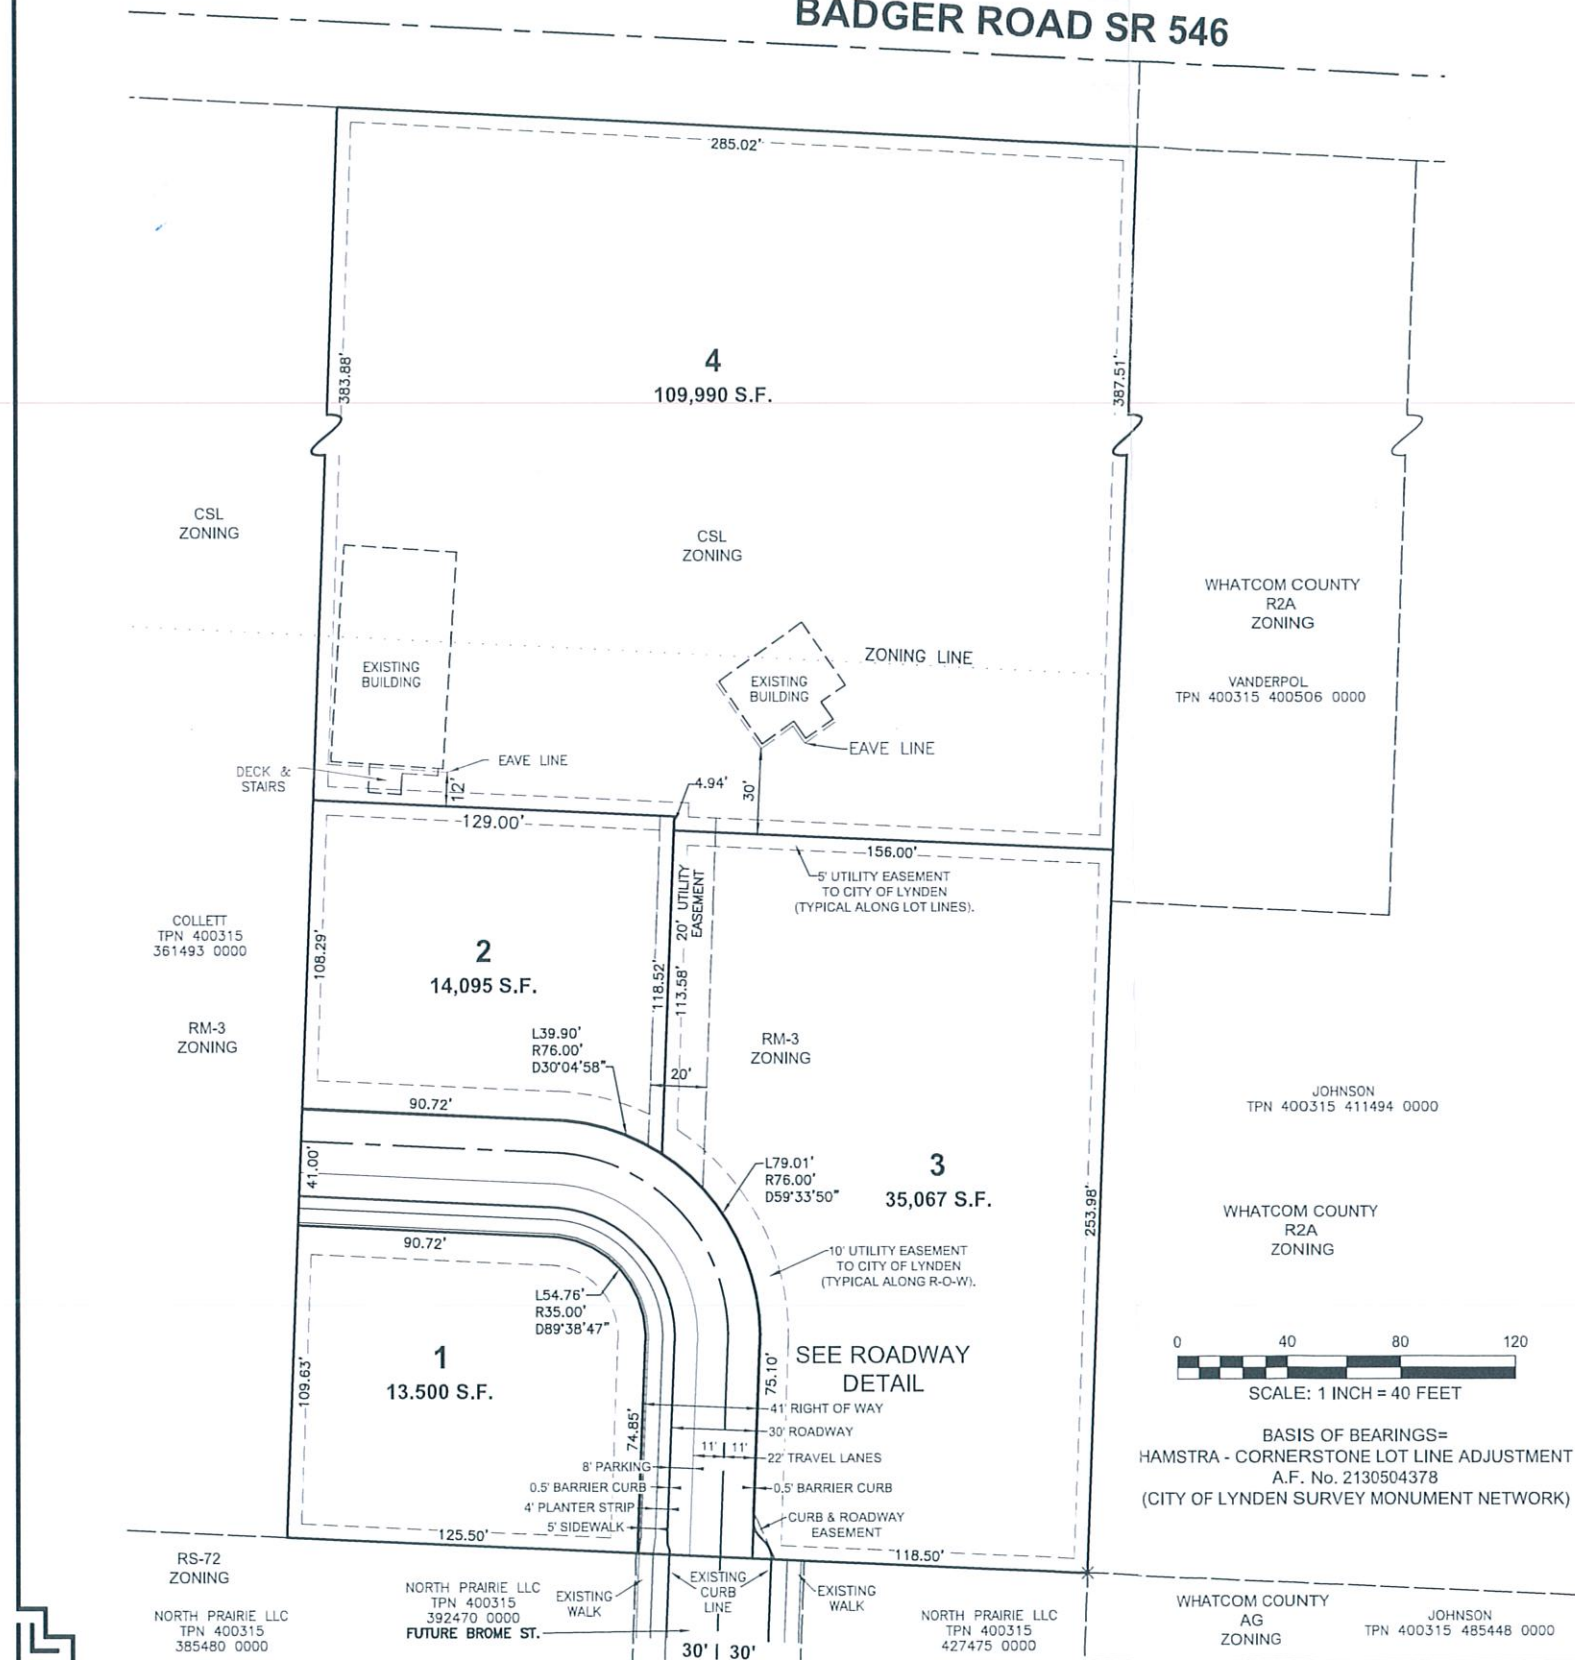 BADGER ROAD SR 546
285.02'
383.88'
387.51'
4
109,990 S.F.
CSL
ZONING
CSL
ZONING
WHATCOM COUNTY
R2A
ZONING
VANDERPOL
TPN 400315 400506 0000
ZONING LINE
EXISTING
BUILDING
EXISTING
BUILDING
EAVE LINE
EAVE LINE
DECK &
STAIRS
12'
4.94'
30'
129.00'
156.00'
5' UTILITY EASEMENT
TO CITY OF LYNDEN
(TYPICAL ALONG LOT LINES).
20' UTILITY
EASEMENT
COLLETT
TPN 400315
361493 0000
108.29'
2
14,095 S.F.
118.52'
113.58'
RM-3
ZONING
RM-3
ZONING
L39.90'
R76.00'
D30°04'58"
20'
90.72'
JOHNSON
TPN 400315 411494 0000
41.00'
L79.01'
R76.00'
D59°33'50"
3
35,067 S.F.
253.98'
WHATCOM COUNTY
R2A
ZONING
90.72'
10' UTILITY EASEMENT
TO CITY OF LYNDEN
(TYPICAL ALONG R-O-W).
L54.76'
R35.00'
D89°38'47"
1
13.500 S.F.
109.63'
74.85'
75.10'
SEE ROADWAY
DETAIL
0 40 80 120
SCALE: 1 INCH = 40 FEET
BASIS OF BEARINGS=
HAMSTRA - CORNERSTONE LOT LINE ADJUSTMENT
A.F. No. 2130504378
(CITY OF LYNDEN SURVEY MONUMENT NETWORK)
41' RIGHT OF WAY
30' ROADWAY
11' 11'
22' TRAVEL LANES
8' PARKING
0.5' BARRIER CURB
0.5' BARRIER CURB
4' PLANTER STRIP
5' SIDEWALK
CURB & ROADWAY
EASEMENT
125.50'
118.50'
RS-72
ZONING
NORTH PRAIRIE LLC
TPN 400315
385480 0000
NORTH PRAIRIE LLC
TPN 400315
392470 0000
FUTURE BROME ST.
EXISTING
WALK
EXISTING
CURB
LINE
EXISTING
WALK
30' 30'
NORTH PRAIRIE LLC
TPN 400315
427475 0000
WHATCOM COUNTY
AG
ZONING
JOHNSON
TPN 400315 485448 0000